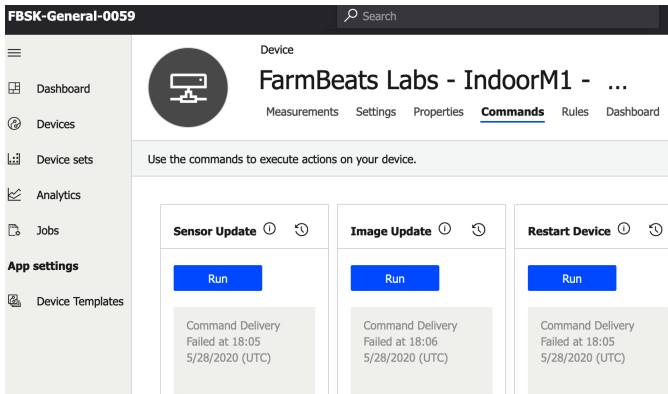 FBSK-General-0059
Search
Dashboard
Devices
Device sets
Analytics
Jobs
App settings
Device Templates
Device
FarmBeats Labs - IndoorM1 - ...
Measurements Settings Properties Commands Rules Dashboard
Use the commands to execute actions on your device.
Sensor Update
Run
Command Delivery
Failed at 18:05
5/28/2020 (UTC)
Image Update
Run
Command Delivery
Failed at 18:06
5/28/2020 (UTC)
Restart Device
Run
Command Delivery
Failed at 18:05
5/28/2020 (UTC)